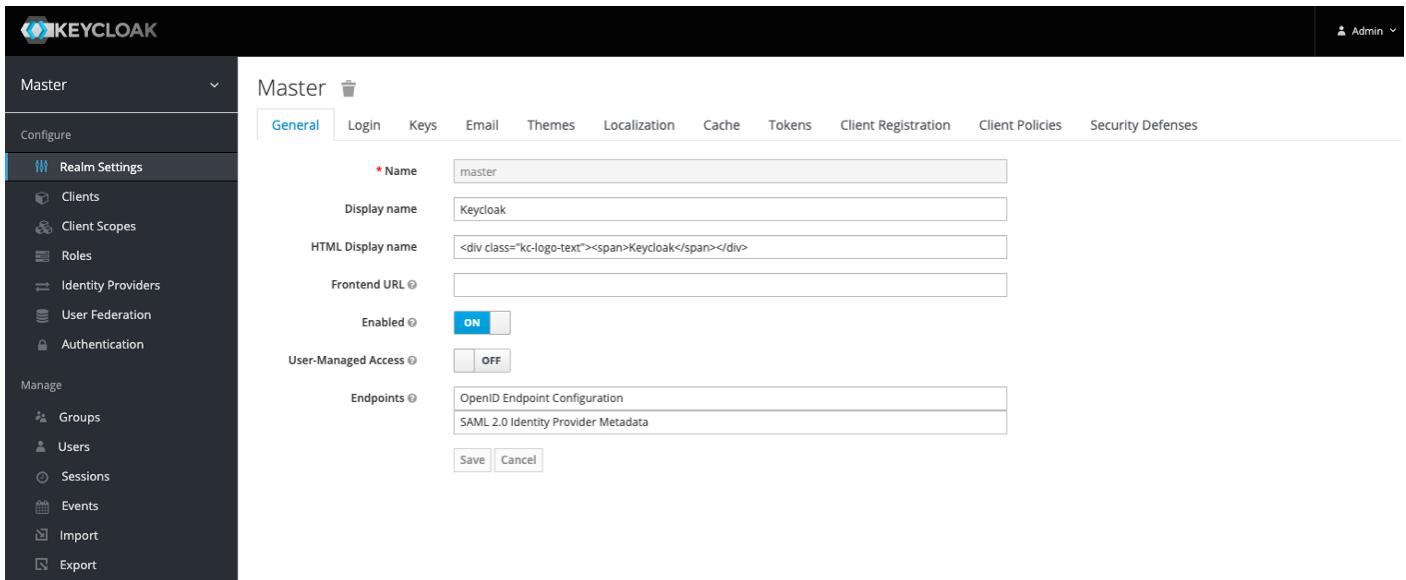 KEYCLOAK
Admin
Master
Configure
Realm Settings
Clients
Client Scopes
Roles
Identity Providers
User Federation
Authentication
Manage
Groups
Users
Sessions
Events
Import
Export
Master
General Login Keys Email Themes Localization Cache Tokens Client Registration Client Policies Security Defenses
* Name master
Display name Keycloak
HTML Display name <div class="kc-logo-text"><span>Keycloak</span></div>
Frontend URL
Enabled ON
User-Managed Access OFF
Endpoints OpenID Endpoint Configuration
SAML 2.0 Identity Provider Metadata
Save Cancel